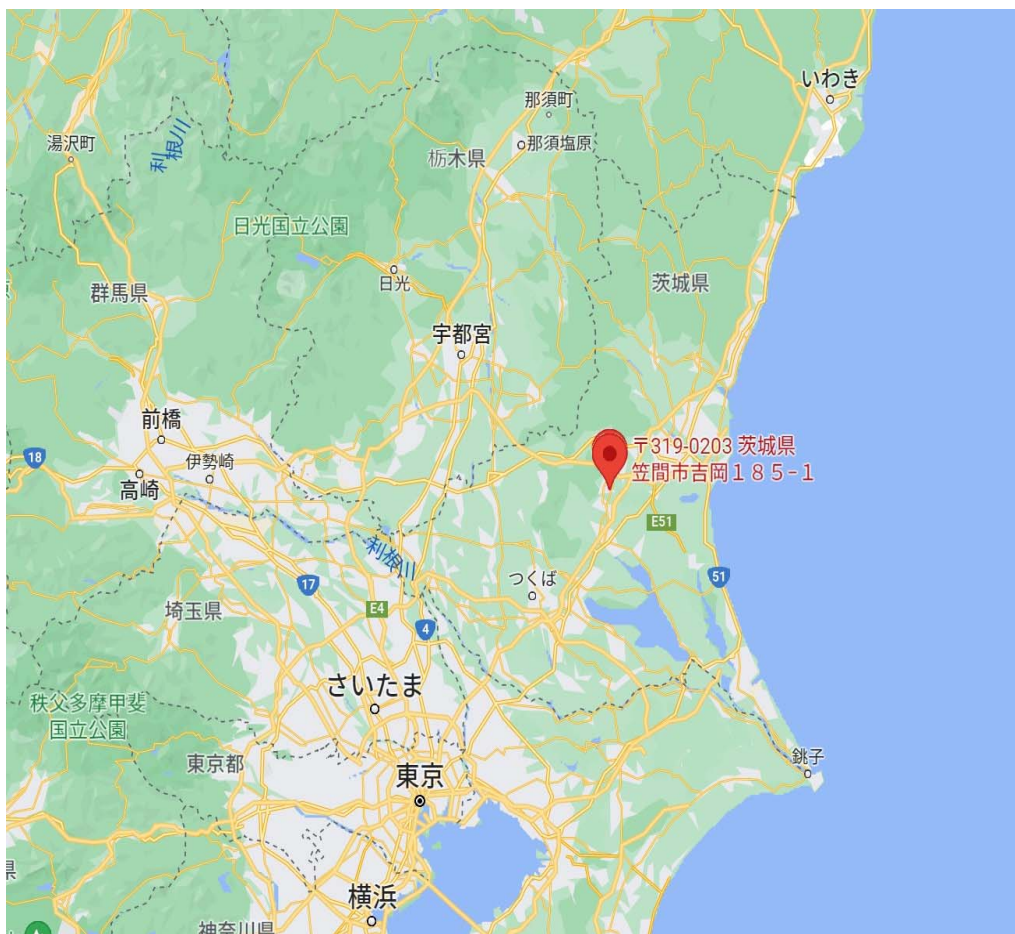 いわき
那須町
湯沢町
利根川
那須塩原
栃木県
日光国立公園
日光
茨城県
群馬県
宇都宮
前橋
18
伊勢崎
高崎
〒319-0203 茨城県
笠間市吉岡１８５−１
E51
利根川
つくば
51
17
E4
埼玉県
4
さいたま
秩父多摩甲斐
国立公園
東京都
東京
銚子
県
横浜
神奈川県